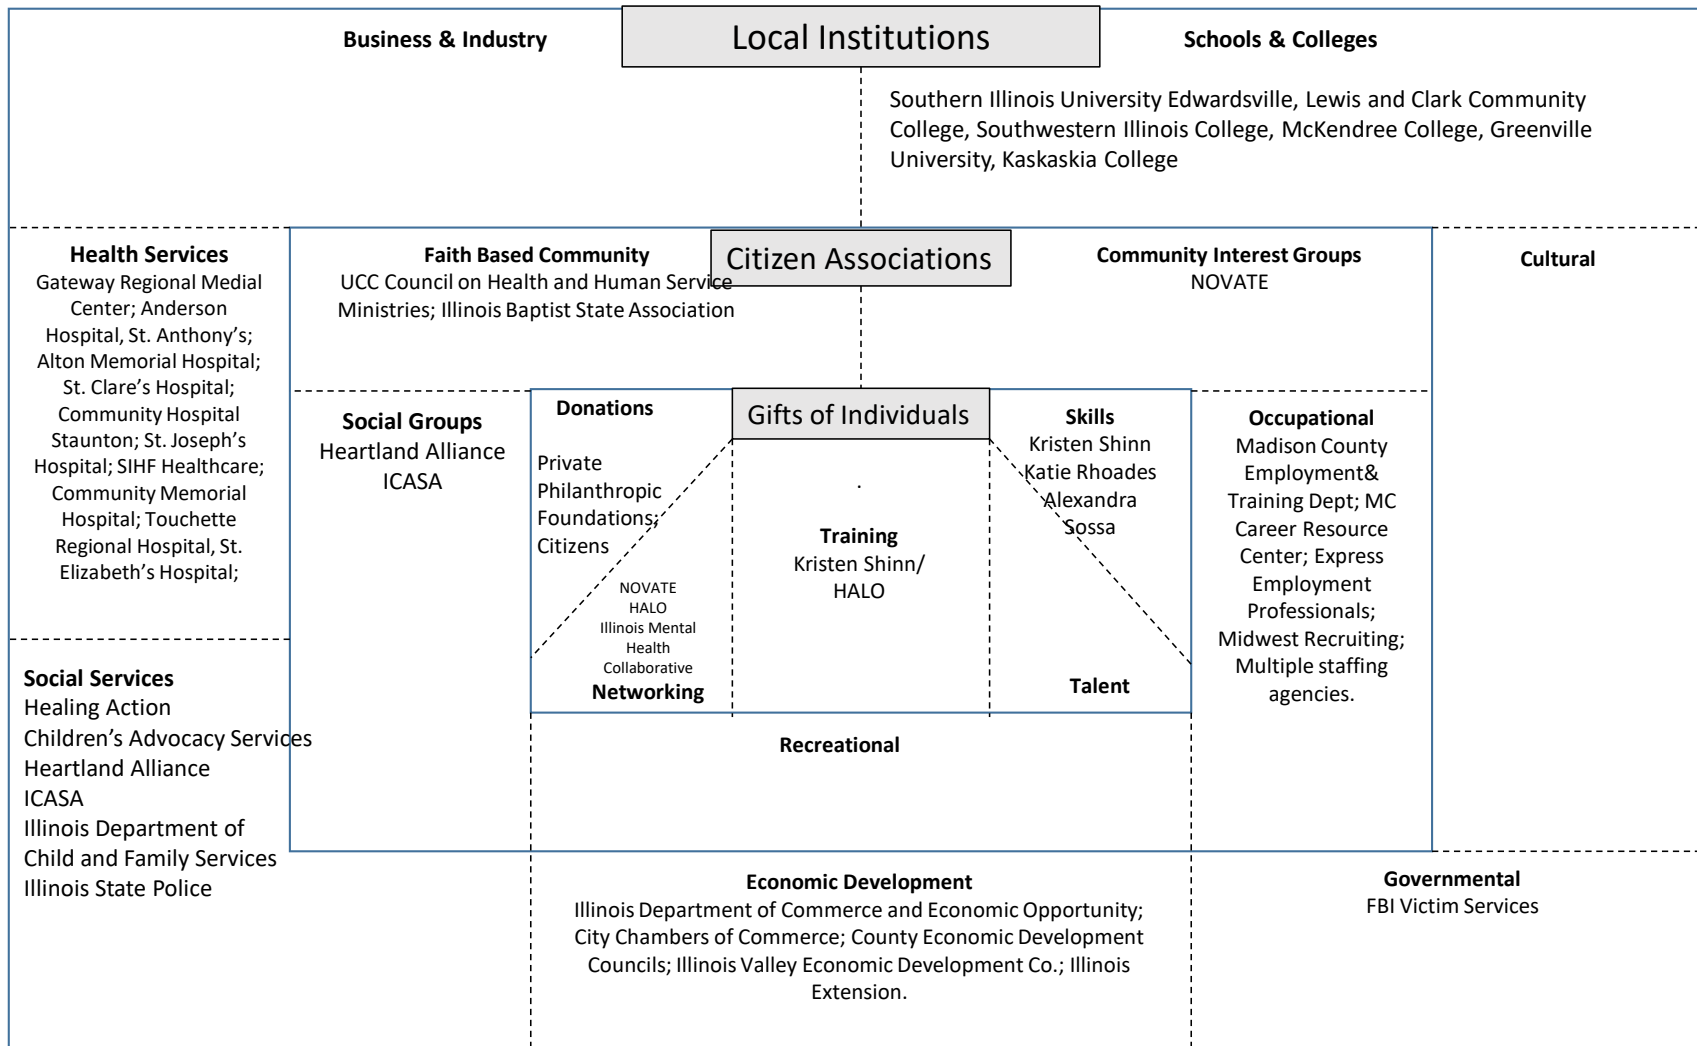 Business & Industry
Local Institutions
Schools & Colleges
Southern Illinois University Edwardsville, Lewis and Clark Community
College, Southwestern Illinois College, McKendree College, Greenville
University, Kaskaskia College
Health Services
Gateway Regional Medial
Center; Anderson
Hospital, St. Anthony’s;
Alton Memorial Hospital;
St. Clare’s Hospital;
Community Hospital
Staunton; St. Joseph’s
Hospital; SIHF Healthcare;
Community Memorial
Hospital; Touchette
Regional Hospital, St.
Elizabeth’s Hospital;
Faith Based Community
UCC Council on Health and Human Service
Ministries; Illinois Baptist State Association
Citizen Associations
Community Interest Groups
NOVATE
Cultural
Social Groups
Heartland Alliance
ICASA
Donations
Private
Philanthropic
Foundations;
Citizens
Gifts of Individuals
.
Training
Kristen Shinn/
HALO
Skills
Kristen Shinn
Katie Rhoades
Alexandra
Sossa
Occupational
Madison County
Employment&
Training Dept; MC
Career Resource
Center; Express
Employment
Professionals;
Midwest Recruiting;
Multiple staffing
agencies.
NOVATE
HALO
Illinois Mental
Health
Collaborative
Networking
Talent
Social Services
Healing Action
Children’s Advocacy Services
Heartland Alliance
ICASA
Illinois Department of
Child and Family Services
Illinois State Police
Recreational
Economic Development
Illinois Department of Commerce and Economic Opportunity;
City Chambers of Commerce; County Economic Development
Councils; Illinois Valley Economic Development Co.; Illinois
Extension.
Governmental
FBI Victim Services